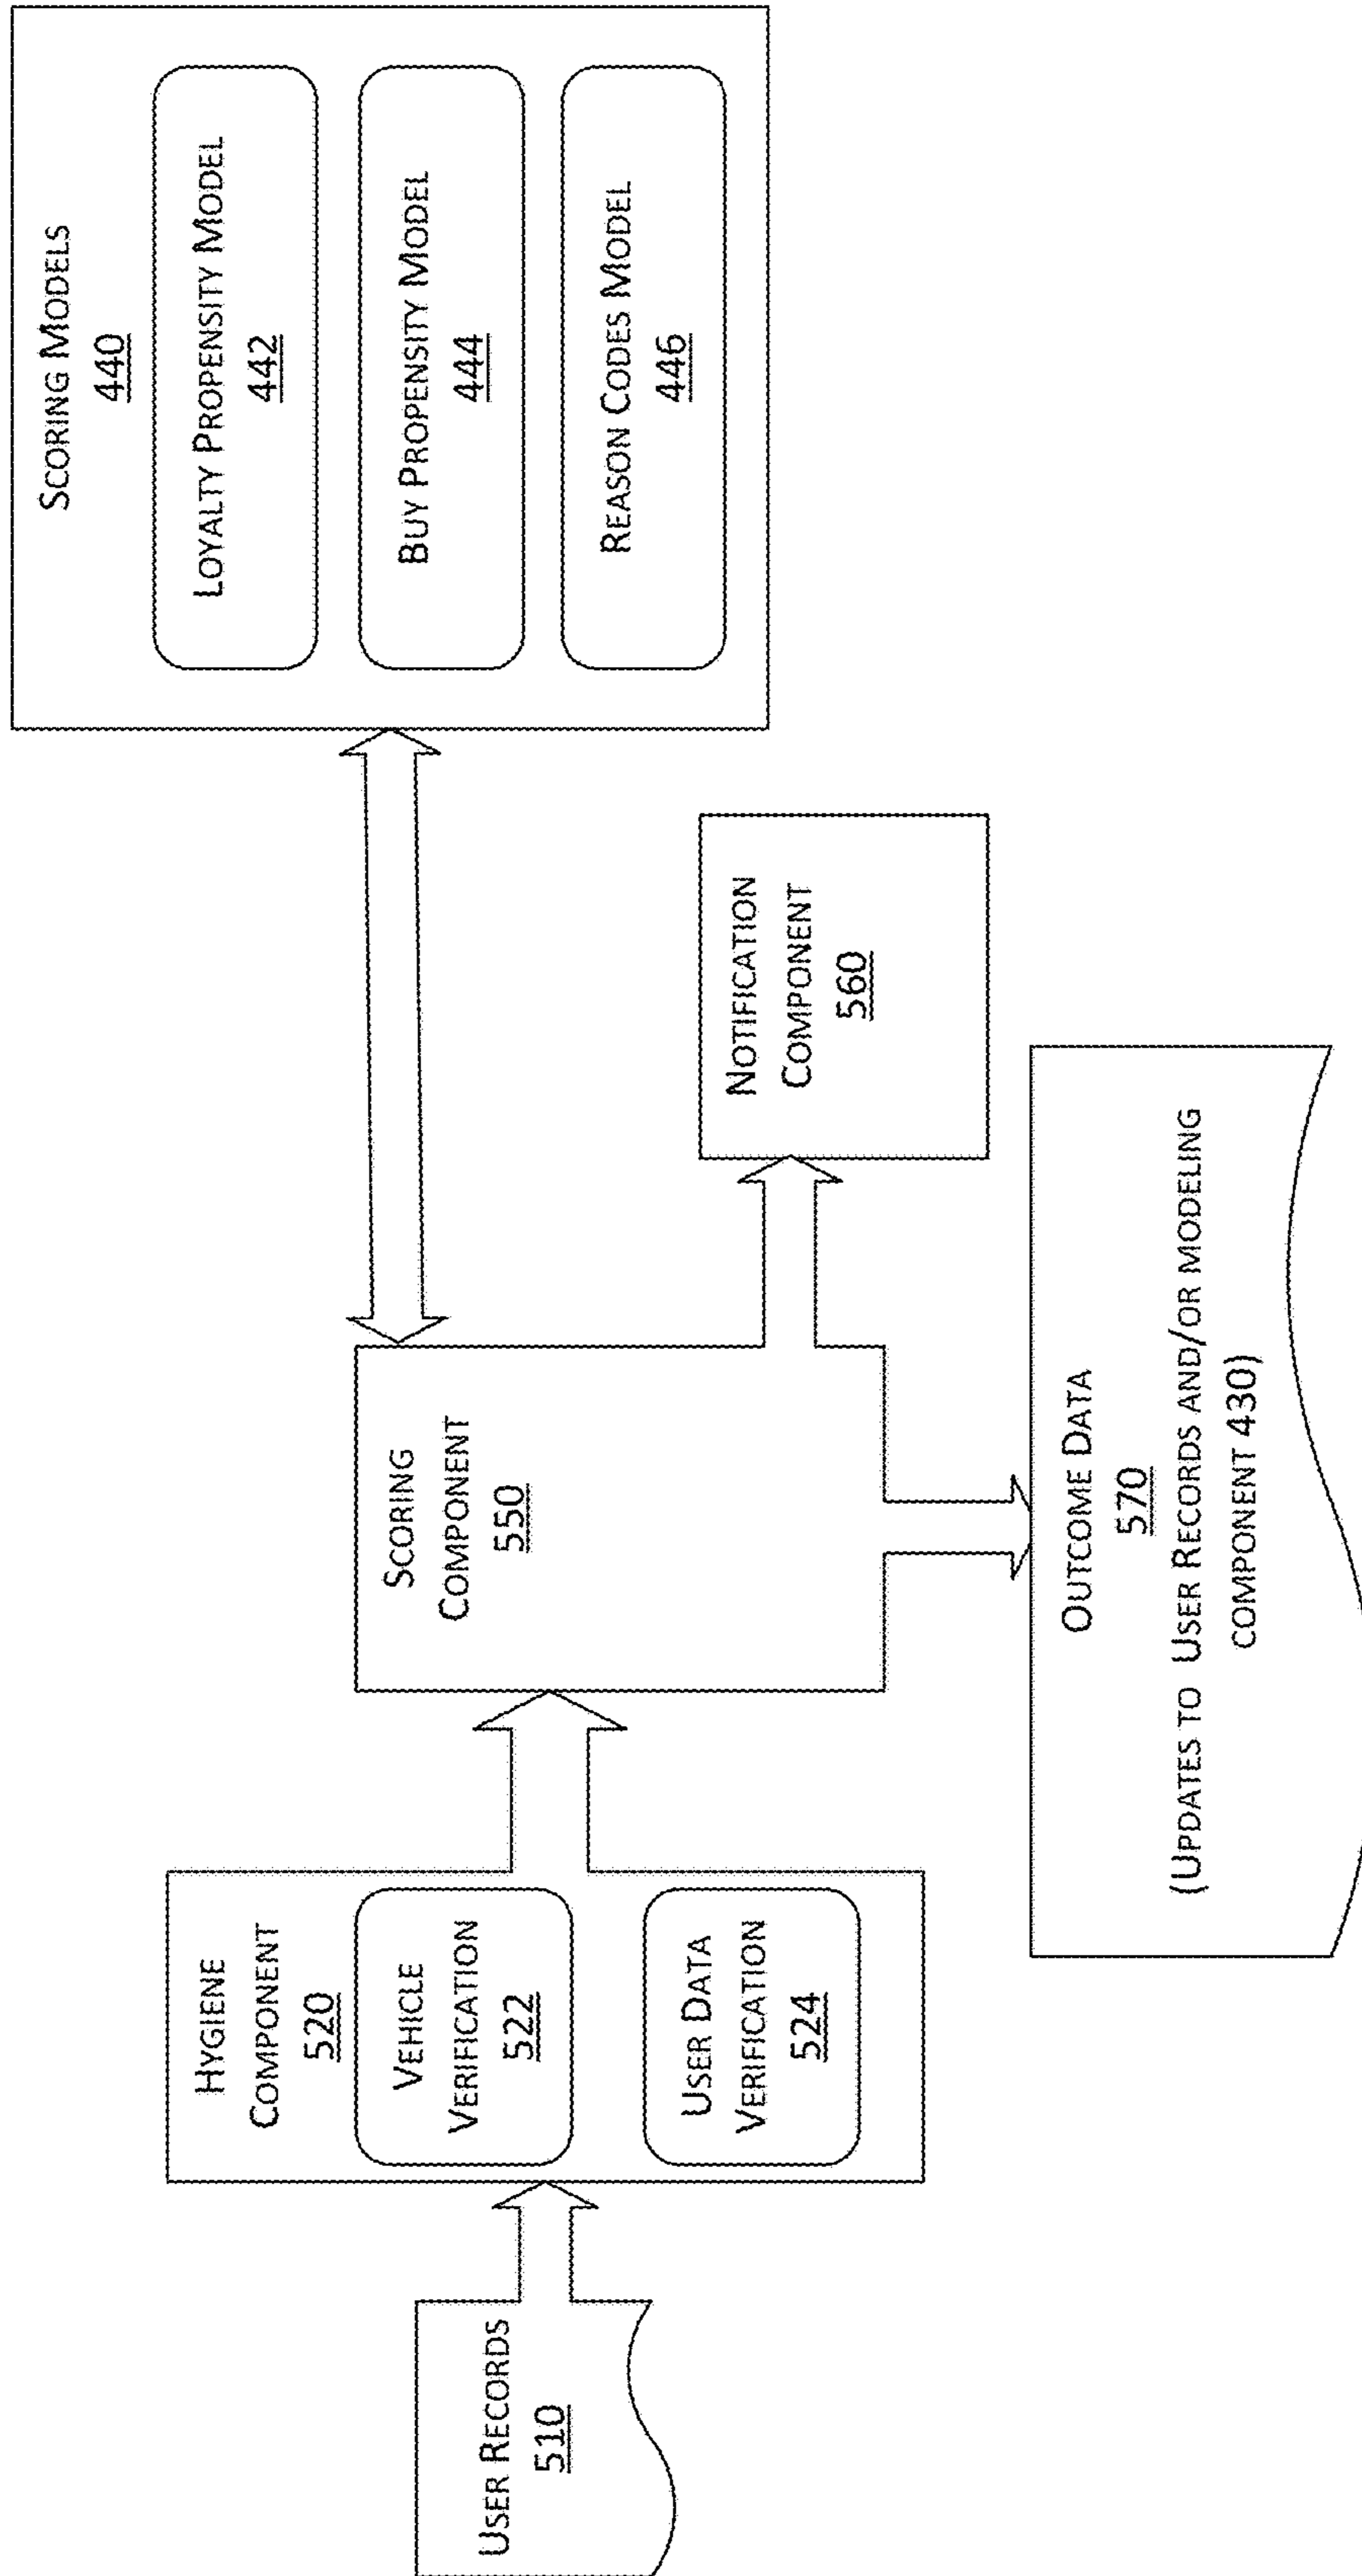 USER RECORDS
510
HYGIENE
COMPONENT
520
VEHICLE
VERIFICATION
522
USER DATA
VERIFICATION
524
SCORING
COMPONENT
550
SCORING MODELS
440
LOYALTY PROPENSITY MODEL
442
BUY PROPENSITY MODEL
444
REASON CODES MODEL
446
NOTIFICATION
COMPONENT
560
OUTCOME DATA
570
(UPDATES TO USER RECORDS AND/OR MODELING
COMPONENT 430)